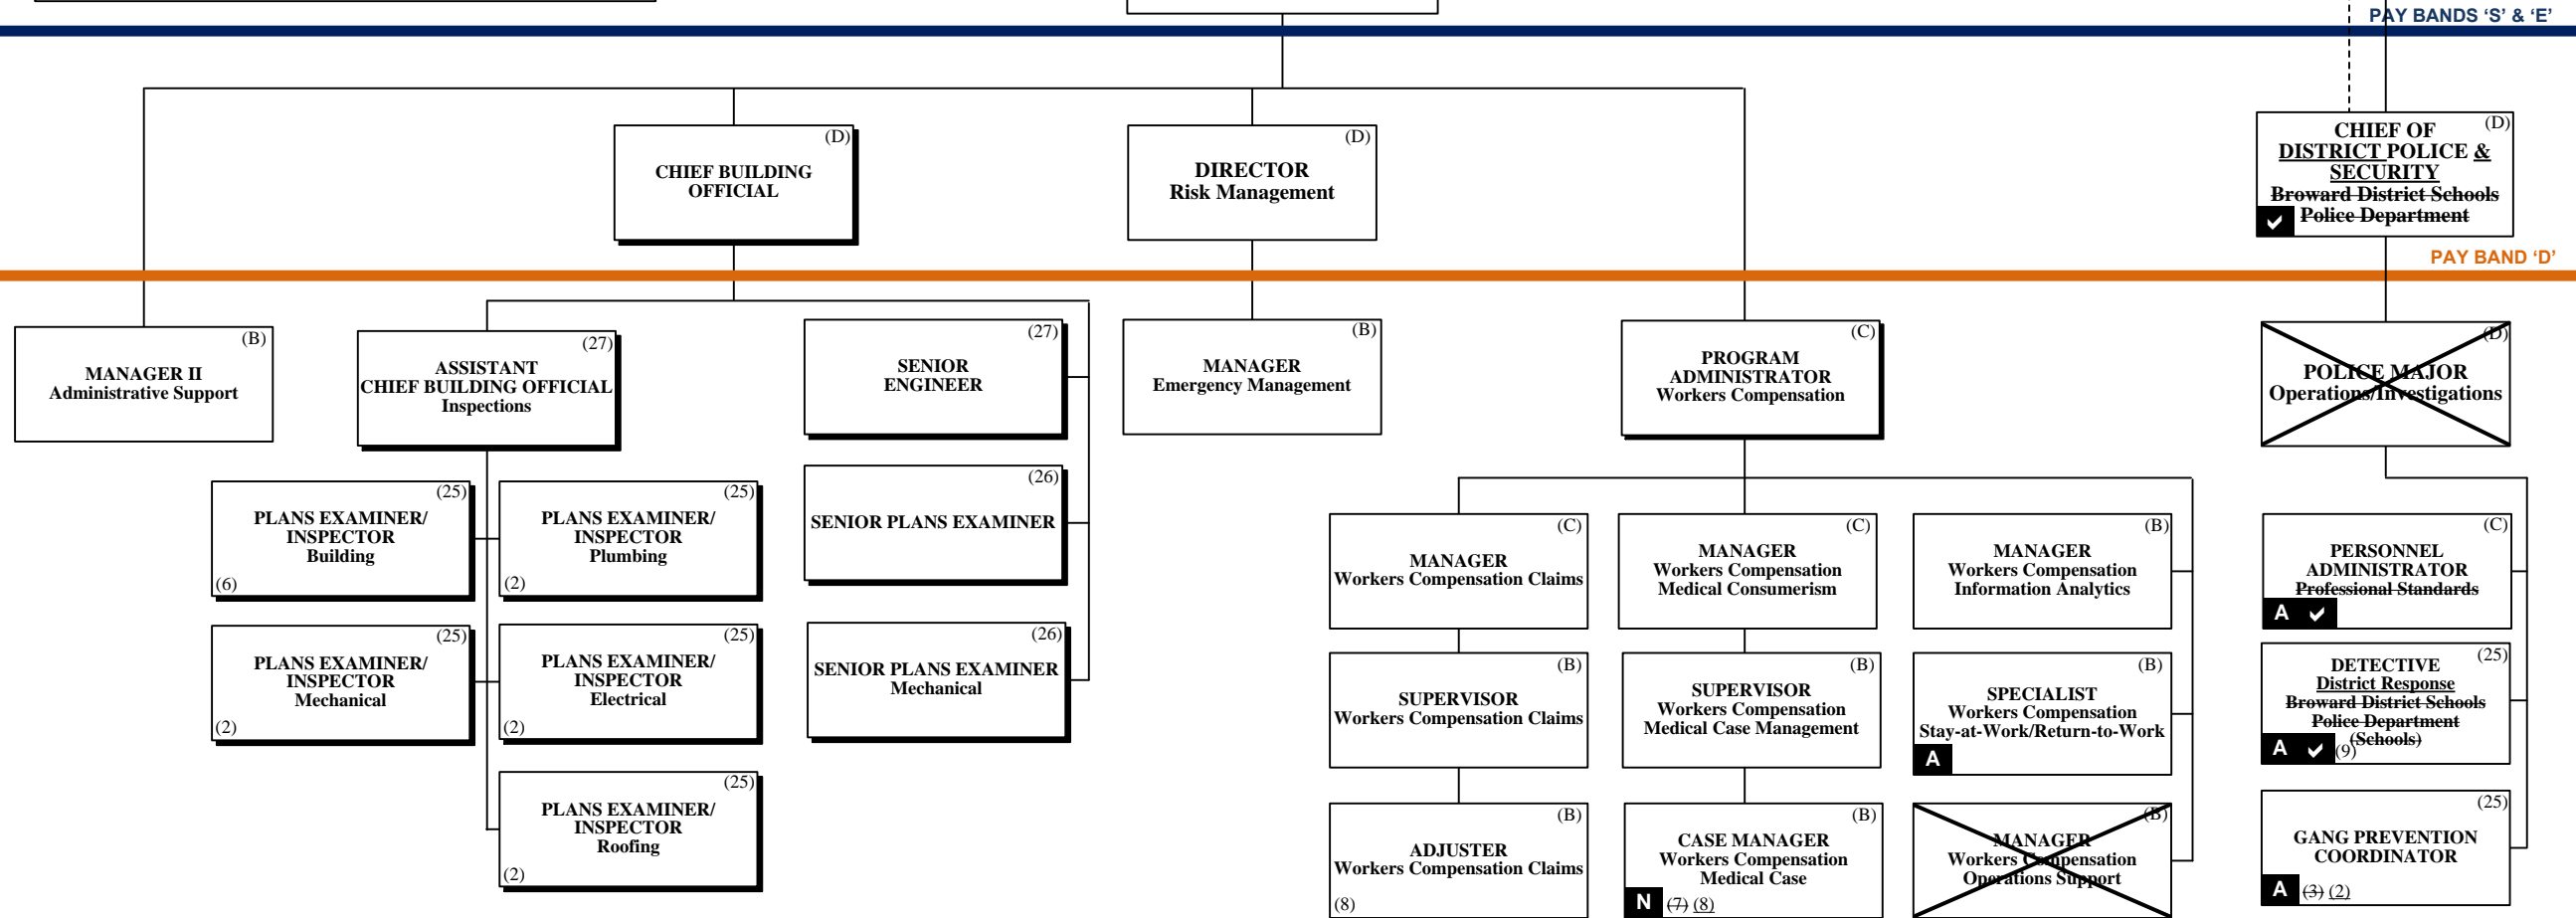 PAY BANDS ‘S’ & ‘E’
(D)
CHIEF BUILDING
OFFICIAL
(D)
DIRECTOR
Risk Management
(D)
CHIEF OF
DISTRICT POLICE &
SECURITY
Broward District Schools
Police Department
PAY BAND ‘D’
(B)
MANAGER II
Administrative Support
(27)
ASSISTANT
CHIEF BUILDING OFFICIAL
Inspections
(27)
SENIOR
ENGINEER
(B)
MANAGER
Emergency Management
(C)
PROGRAM
ADMINISTRATOR
Workers Compensation
(D)
POLICE MAJOR
Operations/Investigations
(25)
PLANS EXAMINER/
INSPECTOR
Building
(6)
(25)
PLANS EXAMINER/
INSPECTOR
Plumbing
(2)
(26)
SENIOR PLANS EXAMINER
(C)
MANAGER
Workers Compensation Claims
(C)
MANAGER
Workers Compensation
Medical Consumerism
(B)
MANAGER
Workers Compensation
Information Analytics
(C)
PERSONNEL
ADMINISTRATOR
Professional Standards
A
(25)
PLANS EXAMINER/
INSPECTOR
Mechanical
(2)
(25)
PLANS EXAMINER/
INSPECTOR
Electrical
(2)
(26)
SENIOR PLANS EXAMINER
Mechanical
(B)
SUPERVISOR
Workers Compensation Claims
(B)
SUPERVISOR
Workers Compensation
Medical Case Management
(B)
SPECIALIST
Workers Compensation
Stay-at-Work/Return-to-Work
A
(25)
DETECTIVE
District Response
Broward District Schools
Police Department
(Schools)
A (9)
(25)
PLANS EXAMINER/
INSPECTOR
Roofing
(2)
(B)
ADJUSTER
Workers Compensation Claims
(8)
(B)
CASE MANAGER
Workers Compensation
Medical Case
N (7) (8)
(B)
MANAGER
Workers Compensation
Operations Support
(25)
GANG PREVENTION
COORDINATOR
A (3) (2)